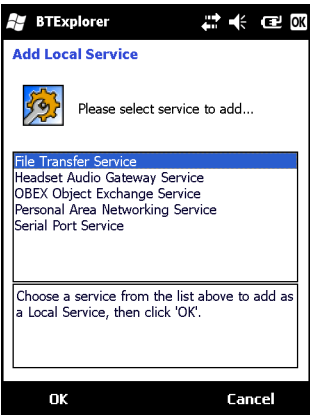 BTExplorer
OK
Add Local Service
Please select service to add...
File Transfer Service
Headset Audio Gateway Service
OBEX Object Exchange Service
Personal Area Networking Service
Serial Port Service
Choose a service from the list above to add as
a Local Service, then click 'OK'.
OK
Cancel